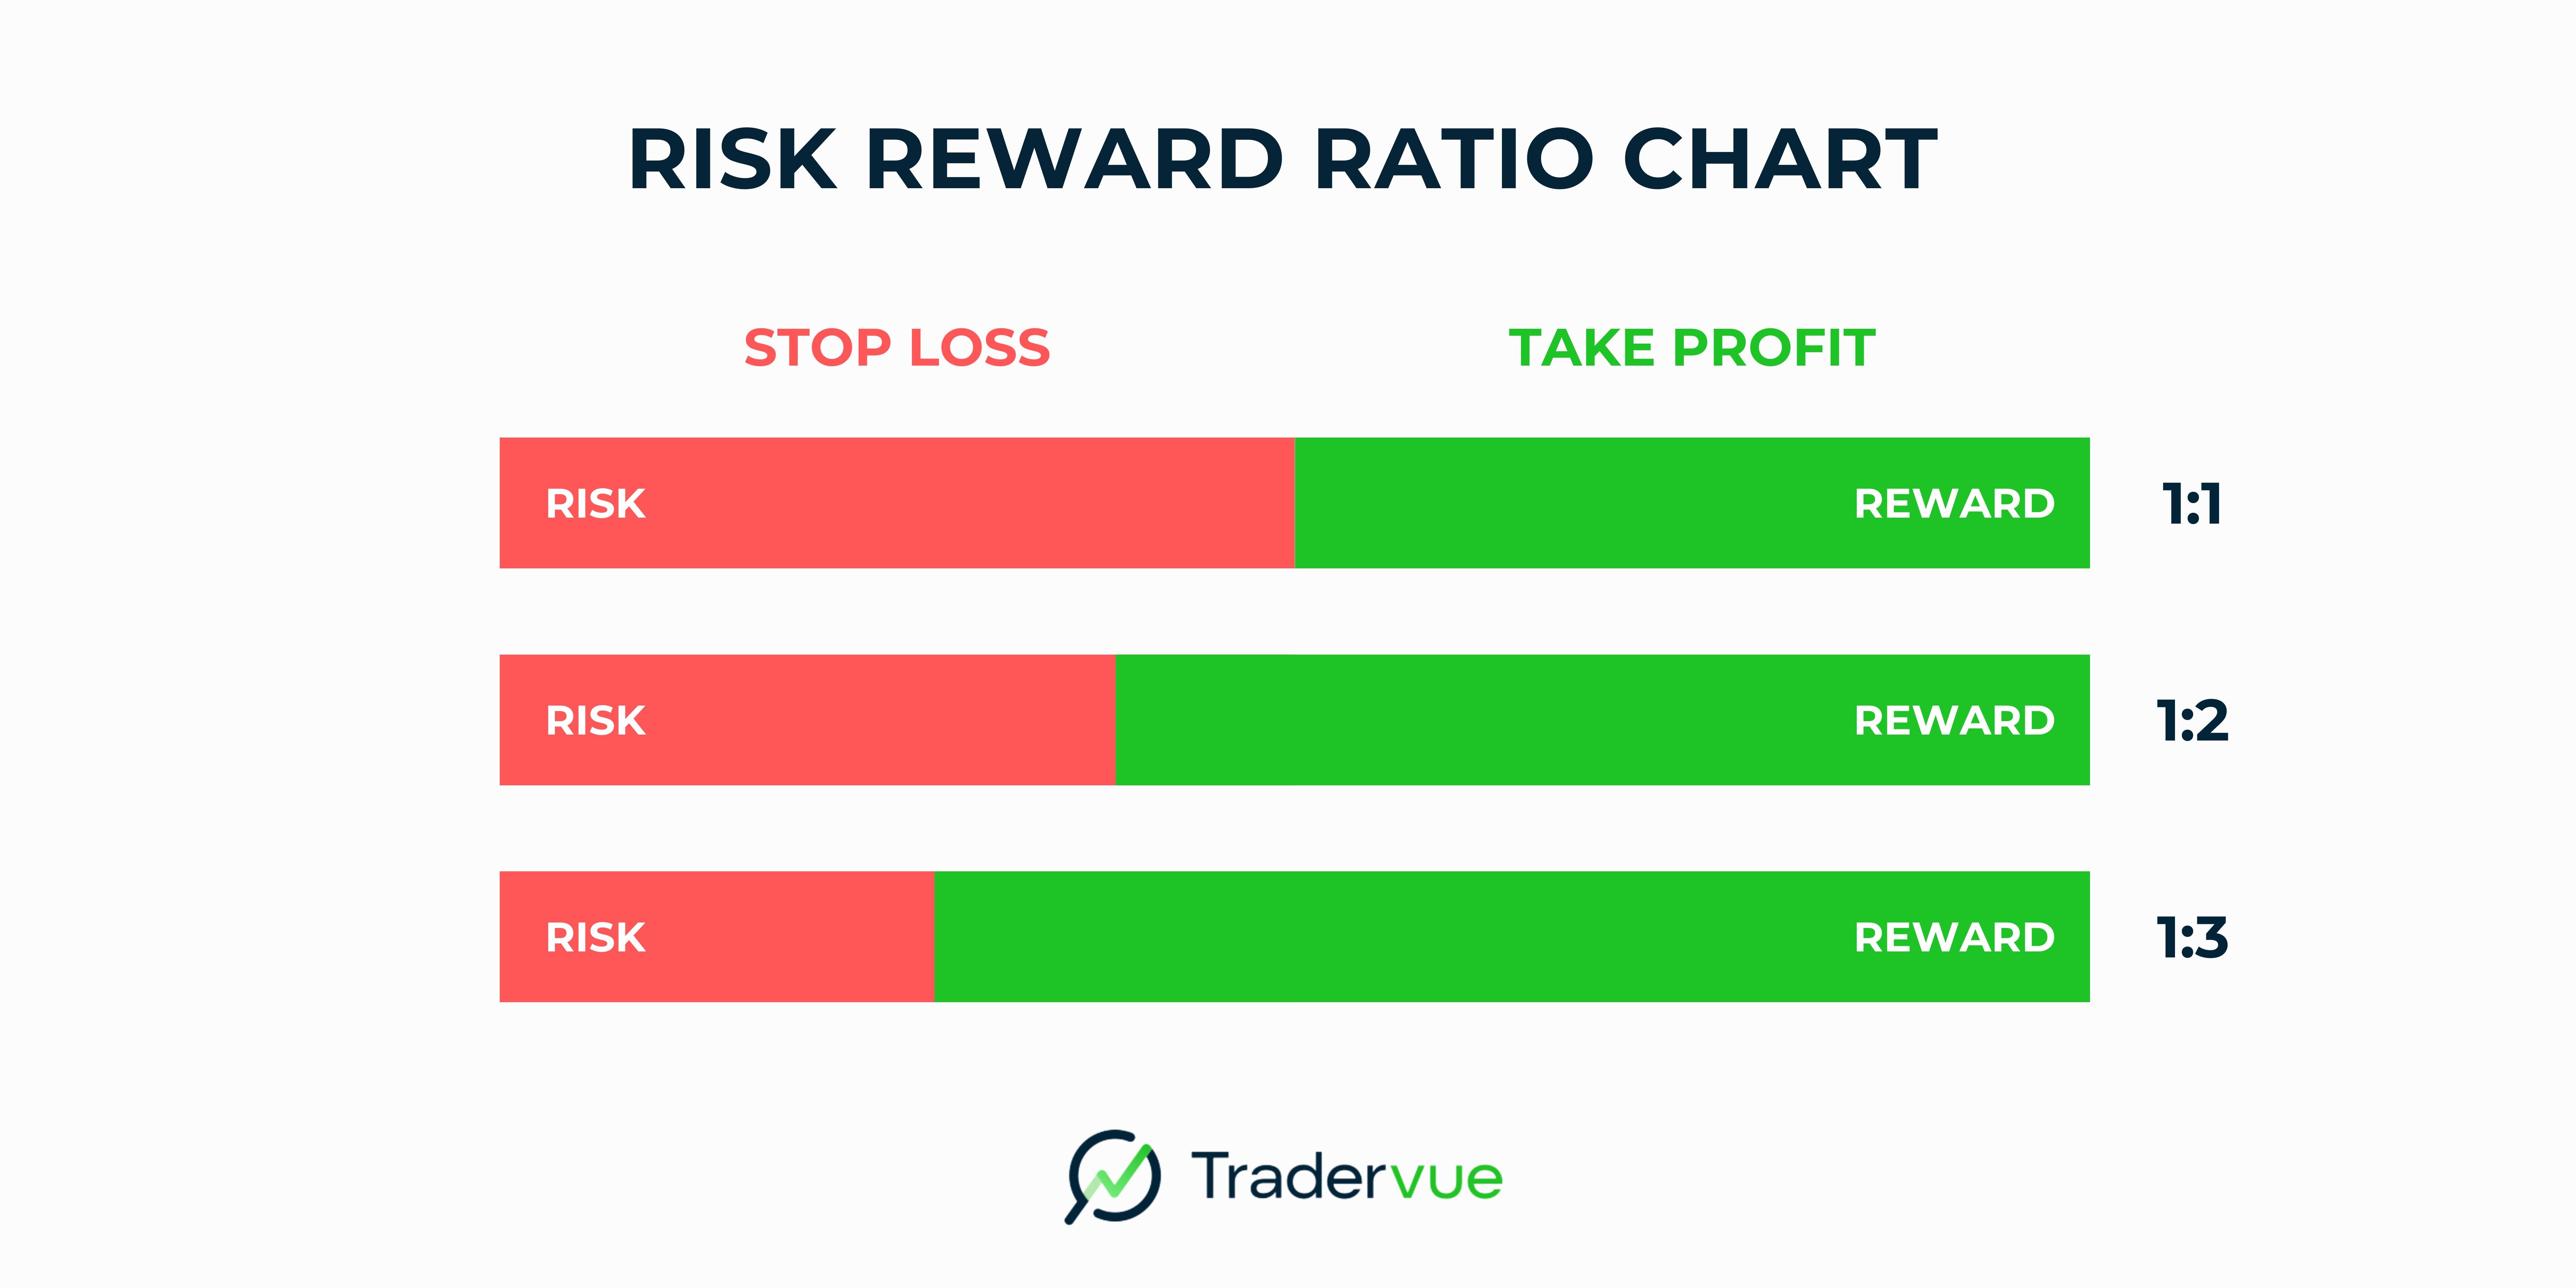 RISK REWARD RATIO CHART
STOP LOSS TAKE PROFIT
RISK REWARD 1:1
RISK REWARD 1:2
RISK REWARD 1:3
Tradervue